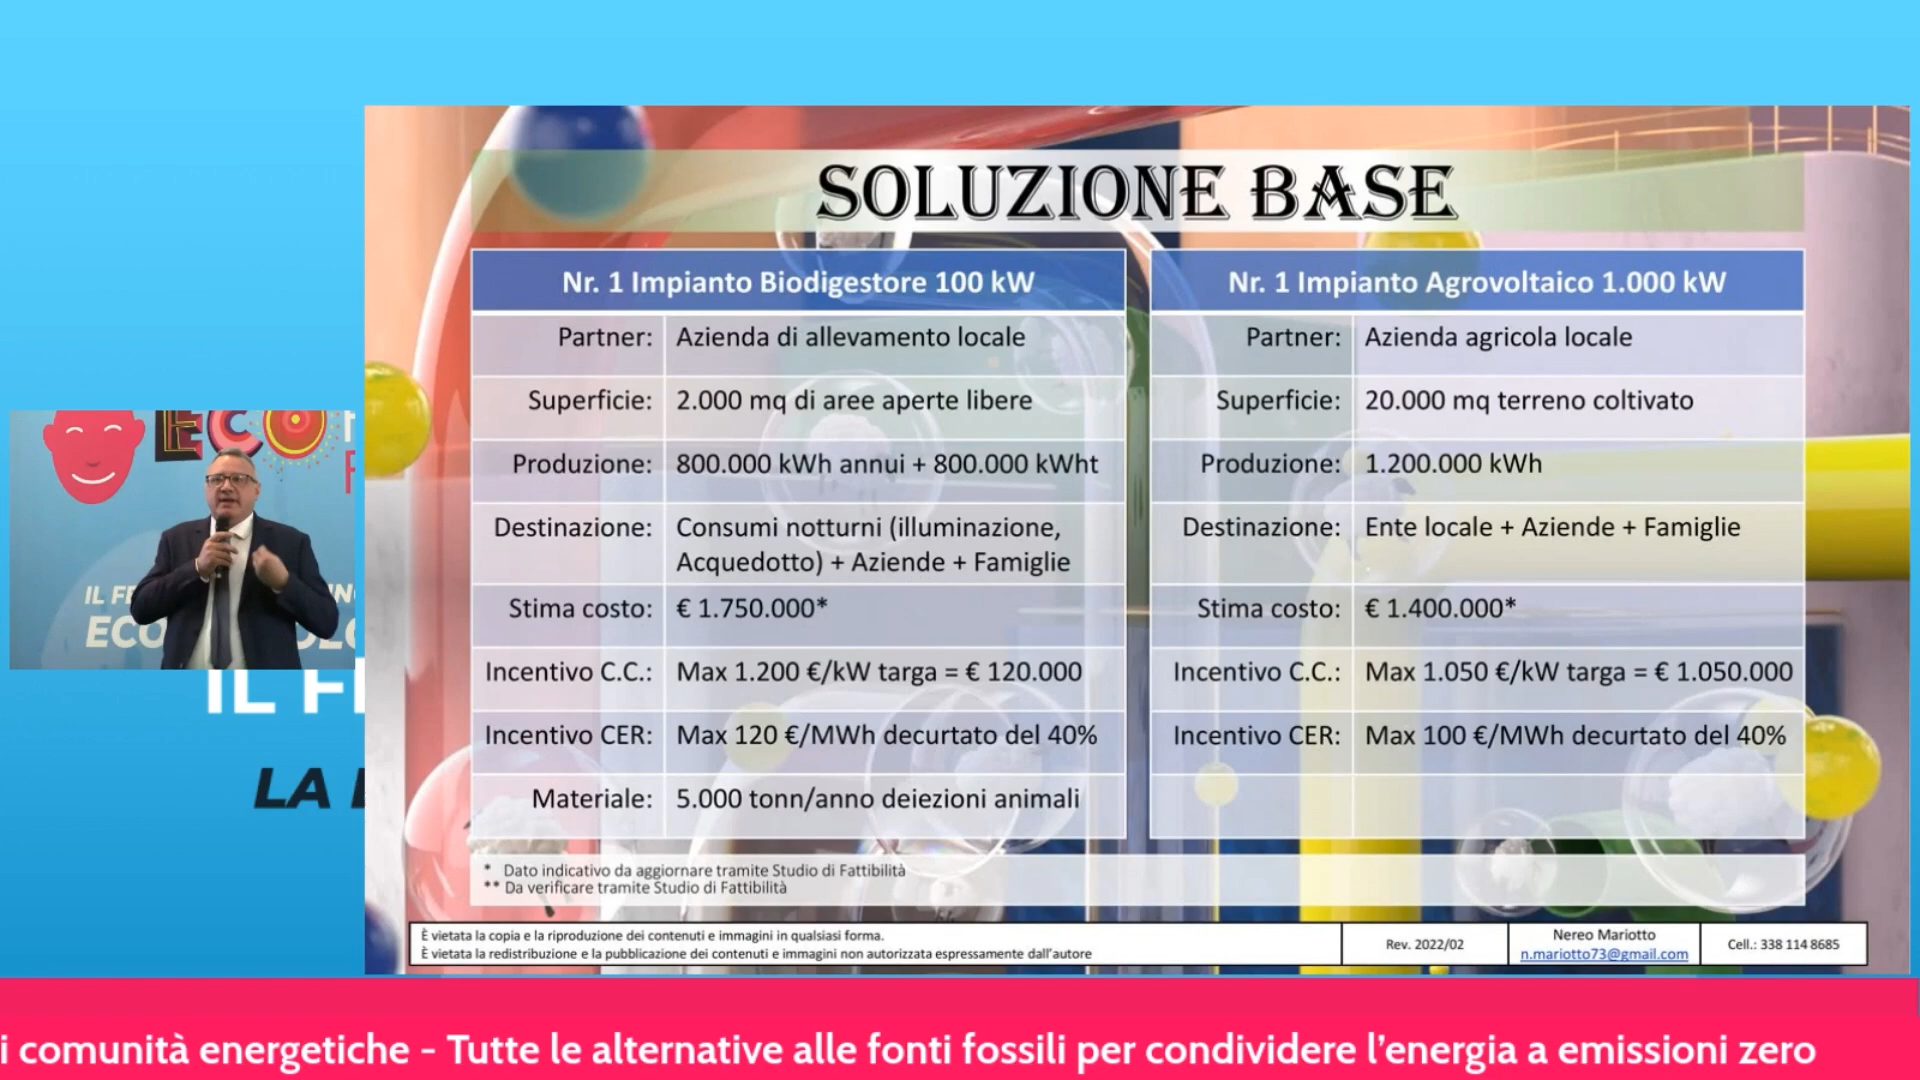 SOLUZIONE BASE
Nr. 1 Impianto Biodigestore 100 kW
Partner: Azienda di allevamento locale
Superficie: 2.000 mq di aree aperte libere
Produzione: 800.000 kWh annui + 800.000 kWht
Destinazione: Consumi notturni (illuminazione,
Acquedotto) + Aziende + Famiglie
Stima costo: € 1.750.000*
Incentivo C.C.: Max 1.200 €/kW targa = € 120.000
Incentivo CER: Max 120 €/MWh decurtato del 40%
Materiale: 5.000 tonn/anno deiezioni animali
Nr. 1 Impianto Agrovoltaico 1.000 kW
Partner: Azienda agricola locale
Superficie: 20.000 mq terreno coltivato
Produzione: 1.200.000 kWh
Destinazione: Ente locale + Aziende + Famiglie
Stima costo: € 1.400.000*
Incentivo C.C.: Max 1.050 €/kW targa = € 1.050.000
Incentivo CER: Max 100 €/MWh decurtato del 40%
* Dato indicativo da aggiornare tramite Studio di Fattibilità
** Da verificare tramite Studio di Fattibilità
È vietata la copia e la riproduzione dei contenuti e immagini in qualsiasi forma.
È vietata la redistribuzione e la pubblicazione dei contenuti e immagini non autorizzata espressamente dall'autore
Rev. 2022/02
Nereo Mariotto
n.mariotto73@gmail.com
Cell.: 338 114 8685
ECO
IL FE
ECO
IL F
LA
i comunità energetiche - Tutte le alternative alle fonti fossili per condividere l'energia a emissioni zero